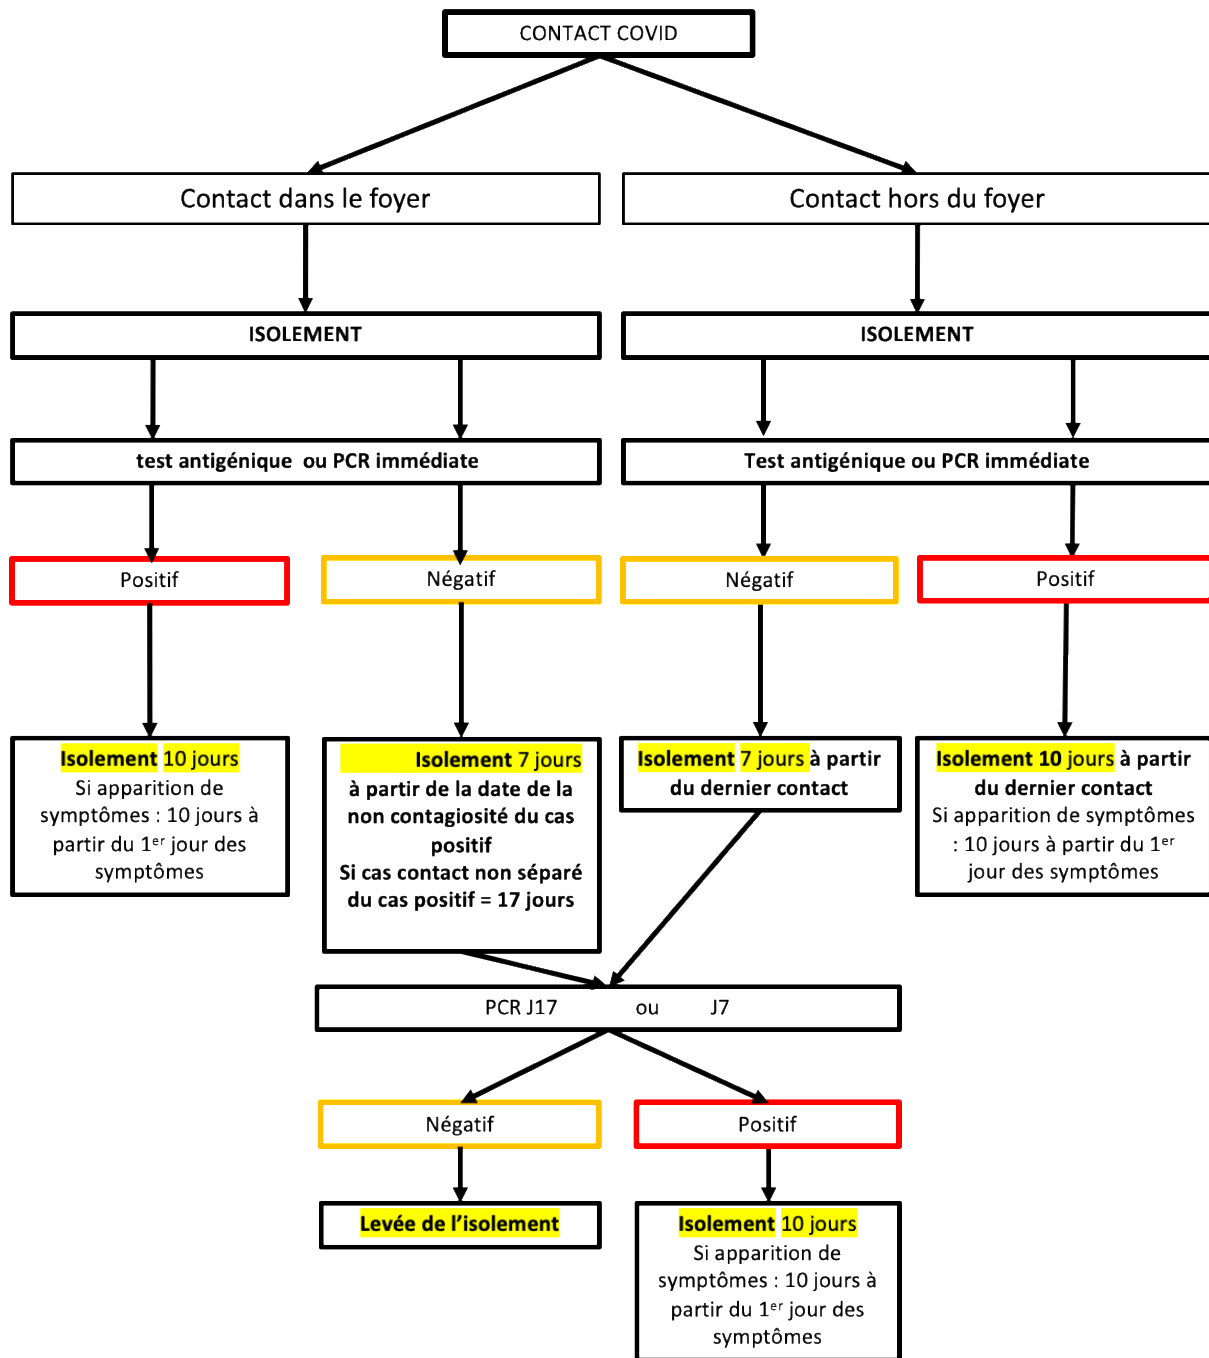 CONTACT COVID
Contact dans le foyer
Contact hors du foyer
ISOLEMENT
ISOLEMENT
test antigénique ou PCR immédiate
Test antigénique ou PCR immédiate
Positif
Négatif
Négatif
Positif
Isolement 10 jours
Si apparition de
symptômes : 10 jours à
partir du 1er jour des
symptômes
Isolement 7 jours
à partir de la date de la
non contagiosité du cas
positif
Si cas contact non séparé
du cas positif = 17 jours
Isolement 7 jours à partir
du dernier contact
Isolement 10 jours à partir
du dernier contact
Si apparition de symptômes
: 10 jours à partir du 1er
jour des symptômes
PCR J17 ou J7
Négatif
Positif
Levée de l’isolement
Isolement 10 jours
Si apparition de
symptômes : 10 jours à
partir du 1er jour des
symptômes